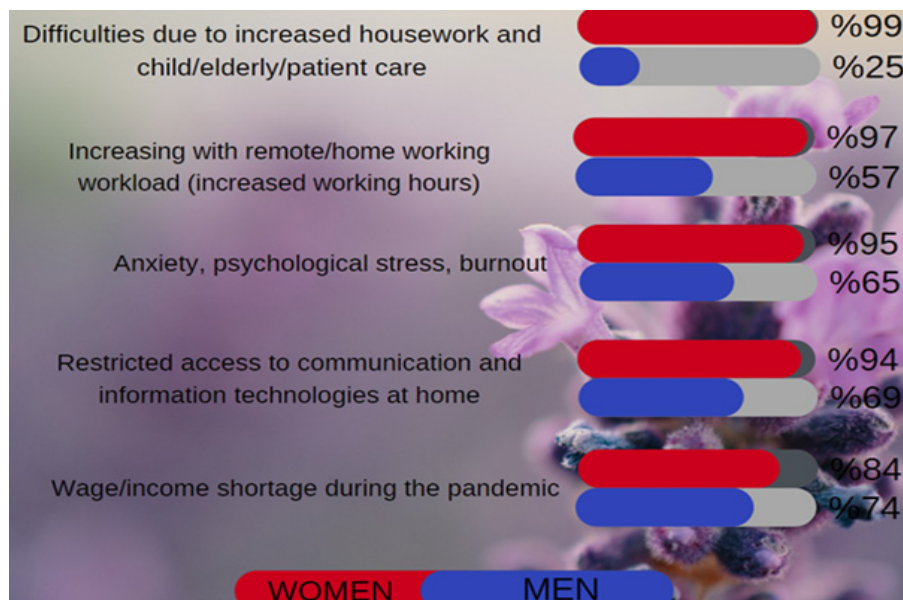 Difficulties due to increased housework and
child/elderly/patient care
%99
%25
Increasing with remote/home working
workload (increased working hours)
%97
%57
Anxiety, psychological stress, burnout
%95
%65
Restricted access to communication and
information technologies at home
%94
%69
Wage/income shortage during the pandemic
%84
%74
WOMEN
MEN